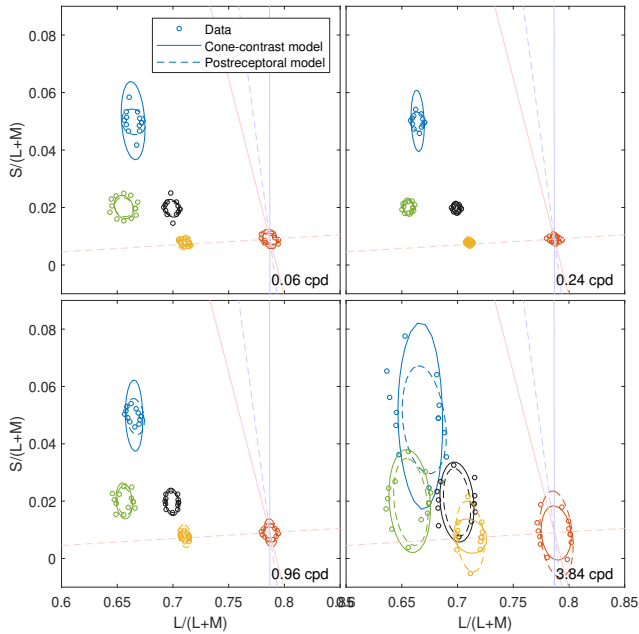 Data
Cone-contrast model
Postreceptoral model
0.08
0.06
0.04
0.02
0
S/(L+M)
0.06 cpd
0.24 cpd
0.08
0.06
0.04
0.02
0
S/(L+M)
0.96 cpd
3.84 cpd
0.6 0.65 0.7 0.75 0.8 0.85
0.65 0.7 0.75 0.8 0.85
L/(L+M) L/(L+M)